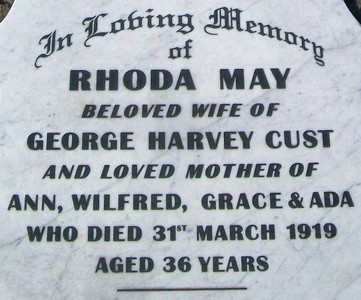 In Loving Memory
of
RHODA MAY
BELOVED WIFE OF
GEORGE HARVEY CUST
AND LOVED MOTHER OF
ANN, WILFRED, GRACE & ADA
WHO DIED 31ST MARCH 1919
AGED 36 YEARS